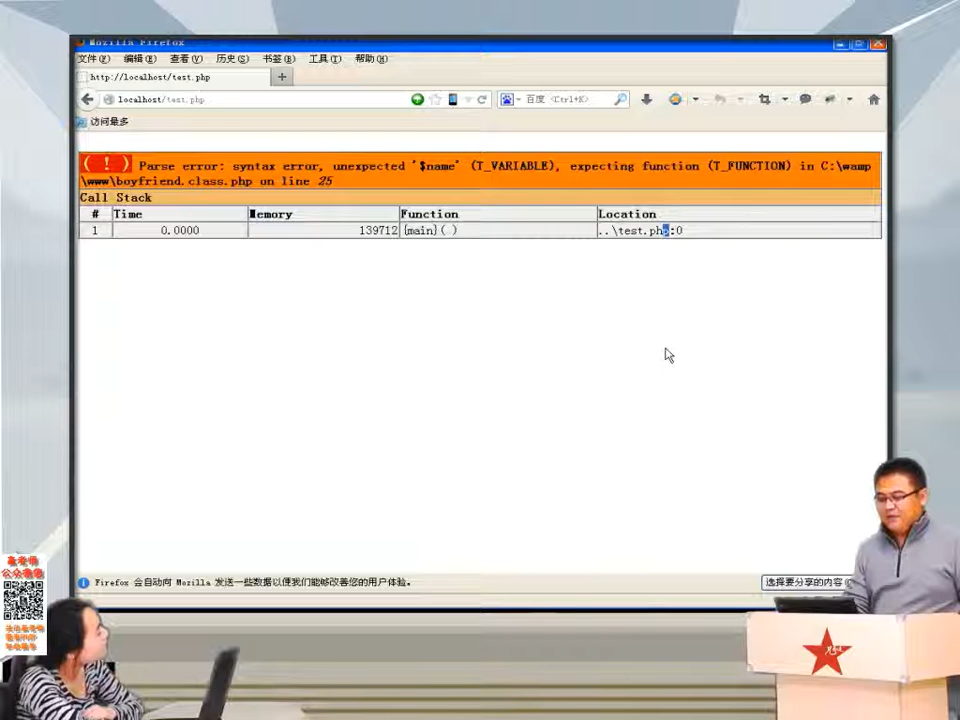 Mozilla Firefox
文件(F) 编辑(E) 查看(V) 历史(S) 书签(B) 工具(T) 帮助(H)
http://localhost/test.php +
localhost/test.php 百度 <Ctrl+K>
访问最多
( ! ) Parse error: syntax error, unexpected '$name' (T_VARIABLE), expecting function (T_FUNCTION) in C:\wamp
\www\boyfriend.class.php on line 25
Call Stack
# Time Memory Function Location
1 0.0000 139712 {main}( ) ..\test.php:0
Firefox 会自动向 Mozilla 发送一些数据以便我们能够改善您的用户体验。 选择要分享的内容(
公众微信